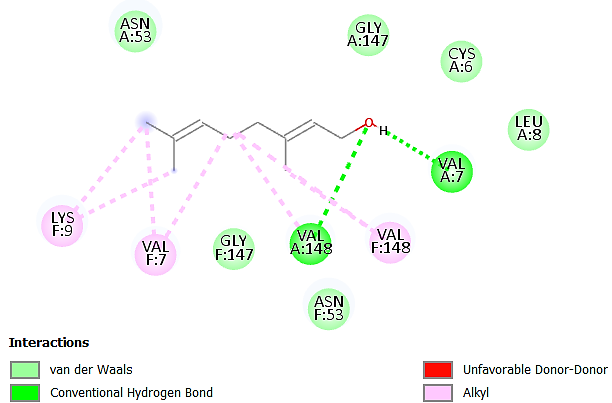 ASN
A:53
GLY
A:147
CYS
A:6
LEU
A:8
O
H
VAL
A:7
LYS
F:9
VAL
F:7
GLY
F:147
VAL
A:148
VAL
F:148
ASN
F:53
Interactions
van der Waals
Conventional Hydrogen Bond
Unfavorable Donor-Donor
Alkyl